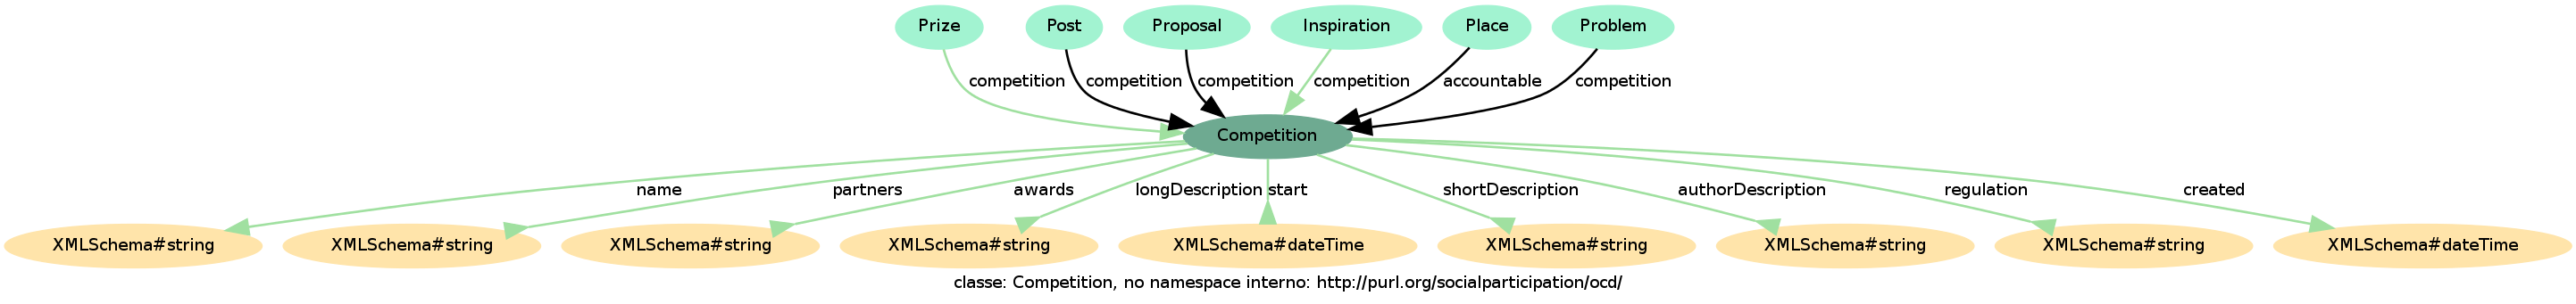 Prize Post Proposal Inspiration Place Problem
competition competition competition competition accountable competition
Competition
name partners awards longDescription start shortDescription authorDescription regulation created
XMLSchema#string XMLSchema#string XMLSchema#string XMLSchema#string XMLSchema#dateTime XMLSchema#string XMLSchema#string XMLSchema#string XMLSchema#dateTime
classe: Competition, no namespace interno: http://purl.org/socialparticipation/ocd/